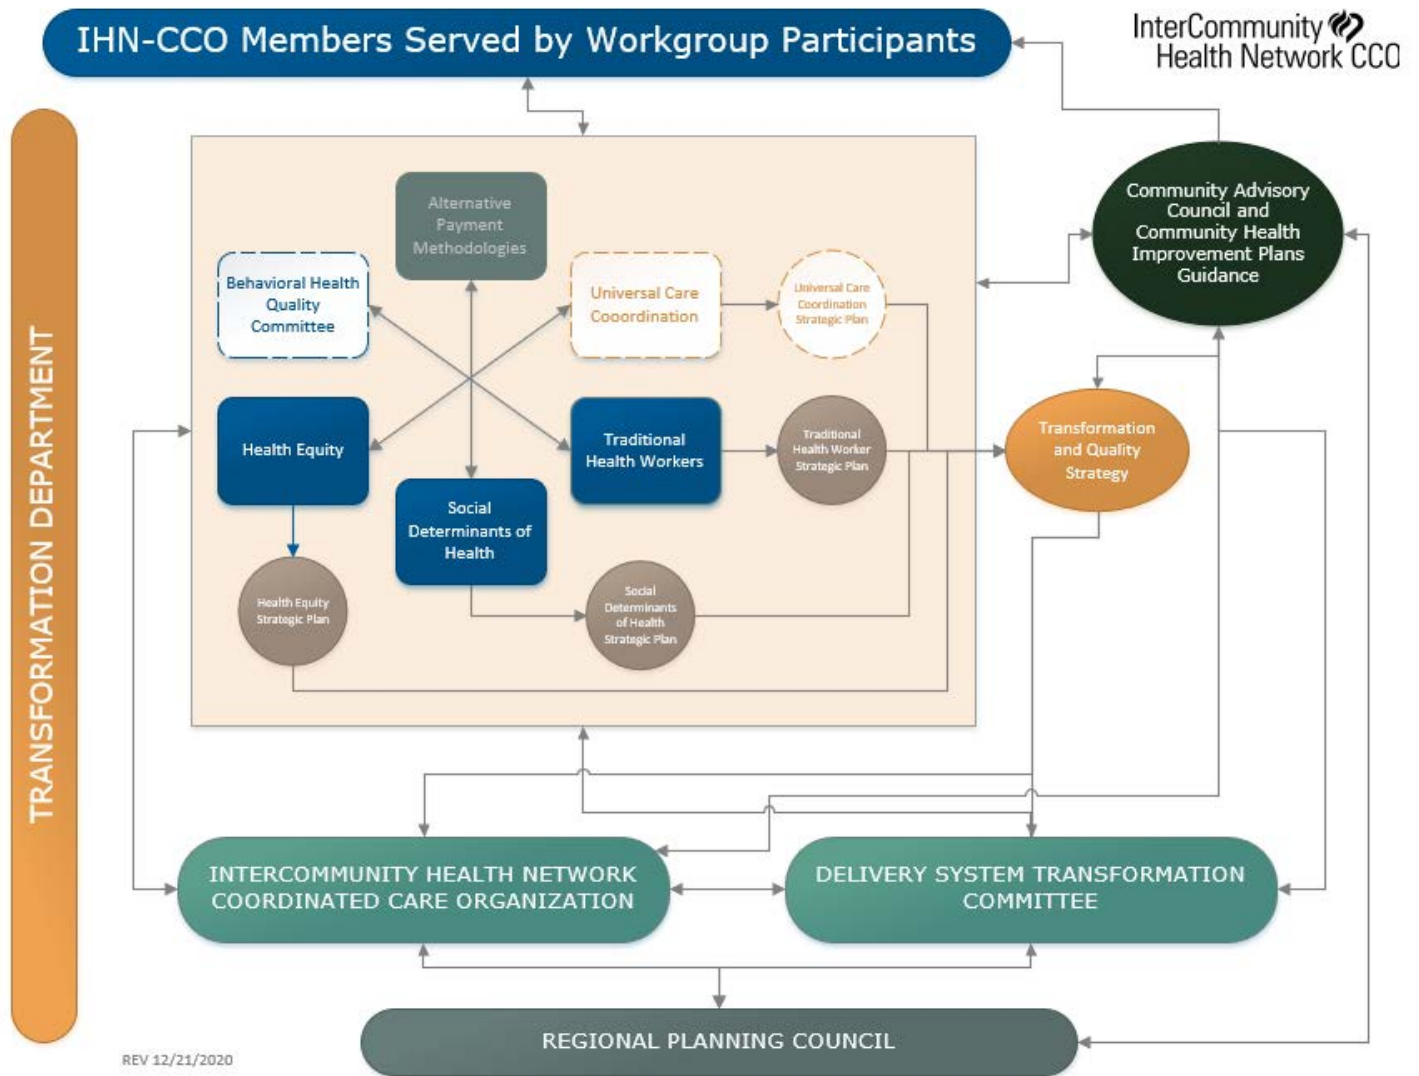 IHN-CCO Members Served by Workgroup Participants
InterCommunity
Health Network CCO
TRANSFORMATION DEPARTMENT
Alternative
Payment
Methodologies
Behavioral Health
Quality
Committee
Universal Care
Cooordination
Universal Care
Coordination
Strategic Plan
Community Advisory
Council and
Community Health
Improvement Plans
Guidance
Health Equity
Traditional
Health Workers
Traditional
Health Worker
Strategic Plan
Transformation
and Quality
Strategy
Social
Determinants of
Health
Health Equity
Strategic Plan
Social
Determinants
of Health
Strategic Plan
INTERCOMMUNITY HEALTH NETWORK
COORDINATED CARE ORGANIZATION
DELIVERY SYSTEM TRANSFORMATION
COMMITTEE
REGIONAL PLANNING COUNCIL
REV 12/21/2020